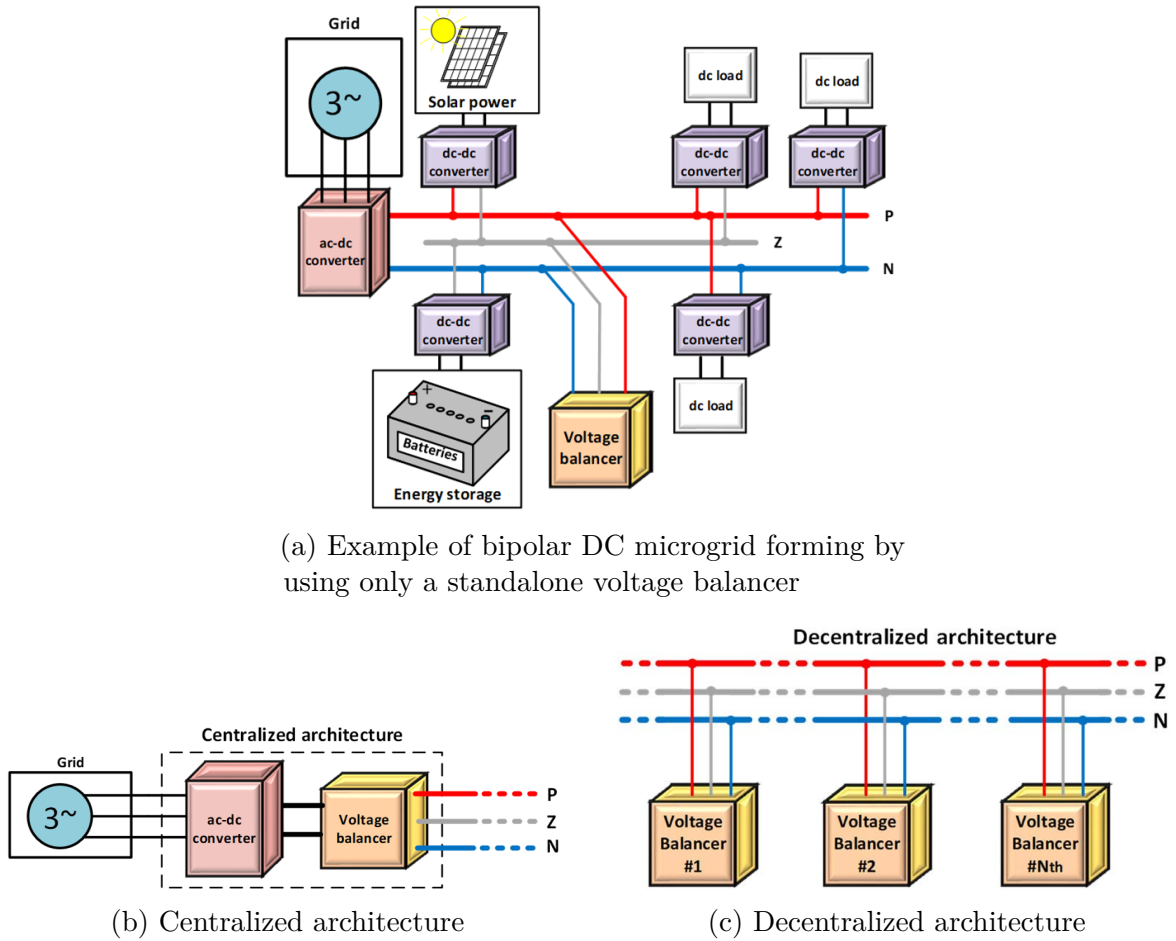 Grid
3~
Solar power
dc load
dc load
dc-dc
converter
dc-dc
converter
dc-dc
converter
ac-dc
converter
P
Z
N
dc-dc
converter
dc-dc
converter
+
-
Batteries
Energy storage
Voltage
balancer
dc load
(a) Example of bipolar DC microgrid forming by
using only a standalone voltage balancer
Grid
3~
Centralized architecture
ac-dc
converter
Voltage
balancer
P
Z
N
(b) Centralized architecture
Decentralized architecture
P
Z
N
Voltage
Balancer
#1
Voltage
Balancer
#2
Voltage
Balancer
#Nth
(c) Decentralized architecture